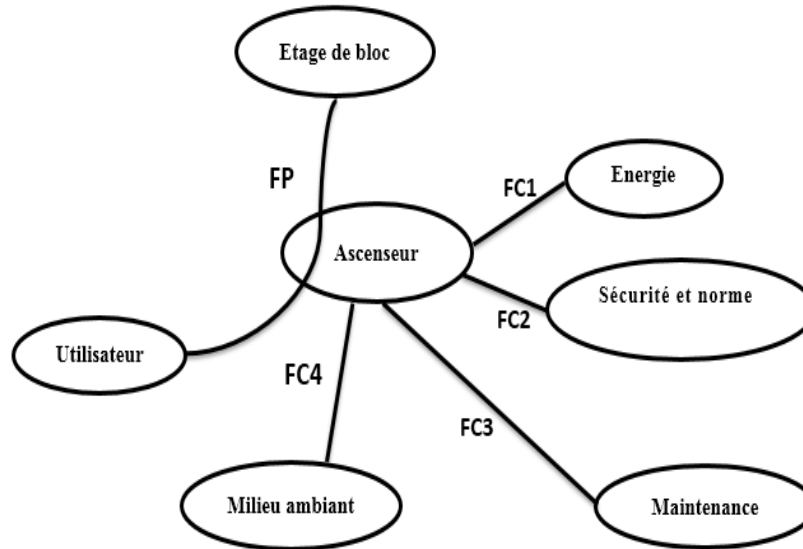 Etage de bloc
FP
FC1
Energie
Ascenseur
Sécurité et norme
FC2
Utilisateur
FC4
FC3
Milieu ambiant
Maintenance